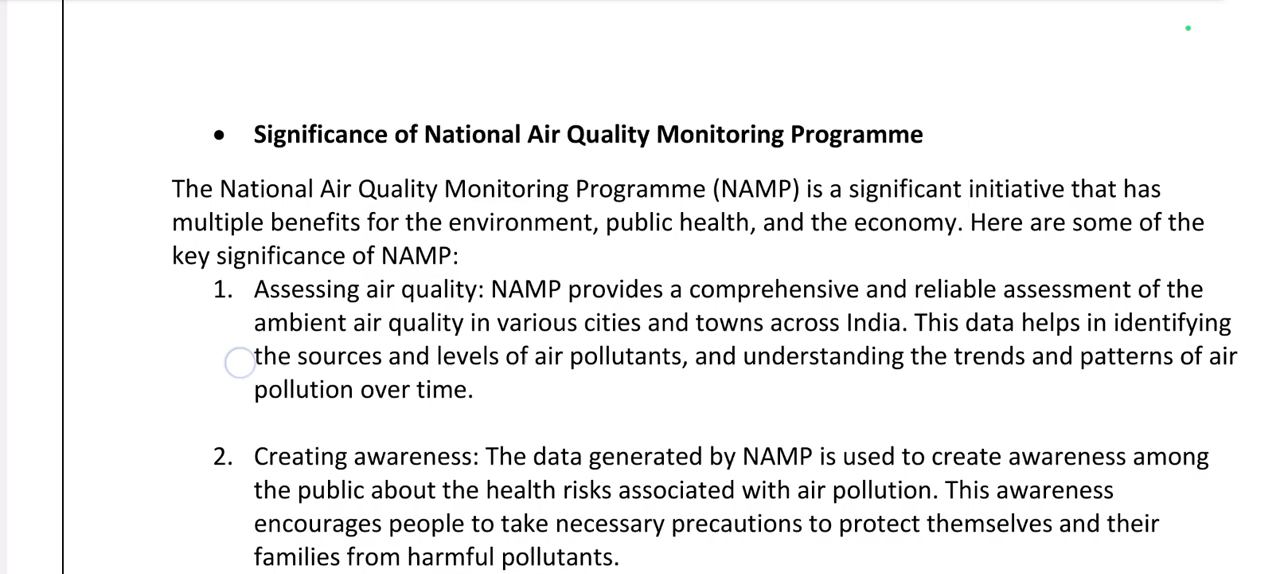 • Significance of National Air Quality Monitoring Programme
The National Air Quality Monitoring Programme (NAMP) is a significant initiative that has
multiple benefits for the environment, public health, and the economy. Here are some of the
key significance of NAMP:
1. Assessing air quality: NAMP provides a comprehensive and reliable assessment of the
ambient air quality in various cities and towns across India. This data helps in identifying
the sources and levels of air pollutants, and understanding the trends and patterns of air
pollution over time.
2. Creating awareness: The data generated by NAMP is used to create awareness among
the public about the health risks associated with air pollution. This awareness
encourages people to take necessary precautions to protect themselves and their
families from harmful pollutants.